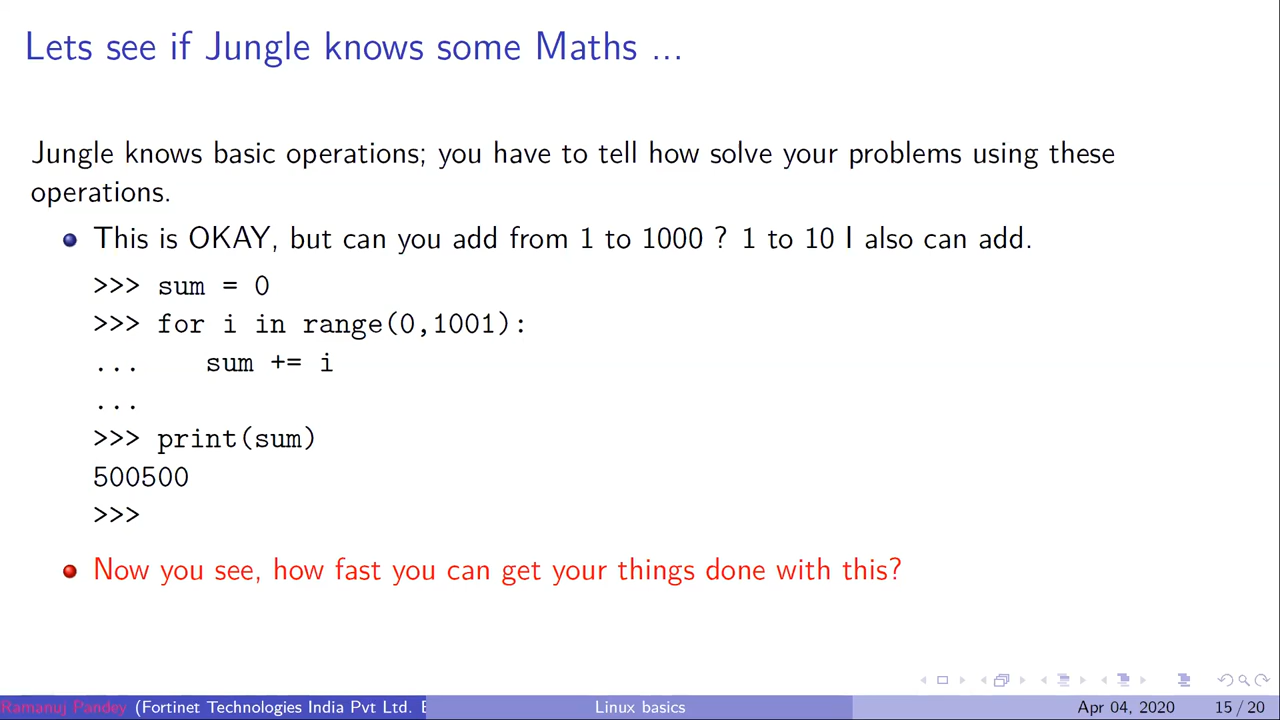 Lets see if Jungle knows some Maths ...
Jungle knows basic operations; you have to tell how solve your problems using these
operations.
This is OKAY, but can you add from 1 to 1000 ? 1 to 10 I also can add.
>>> sum = 0
>>> for i in range(0,1001):
...    sum += i
...
>>> print(sum)
500500
>>>
Now you see, how fast you can get your things done with this?
Ramanuj Pandey (Fortinet Technologies India Pvt Ltd. E Linux basics Apr 04, 2020 15 / 20